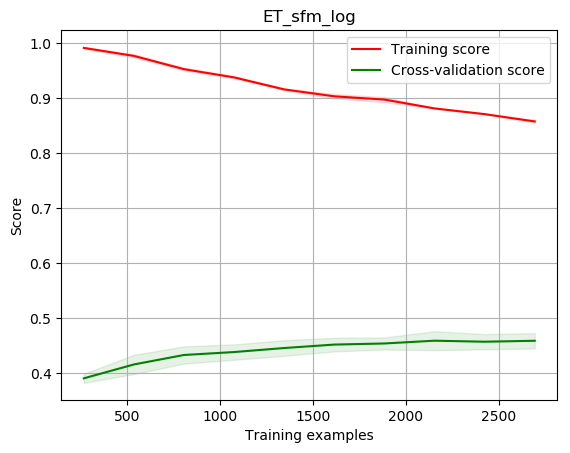 ET_sfm_log
Training score
Cross-validation score
1.0
0.9
0.8
0.7
0.6
0.5
0.4
Score
500
1000
1500
2000
2500
Training examples